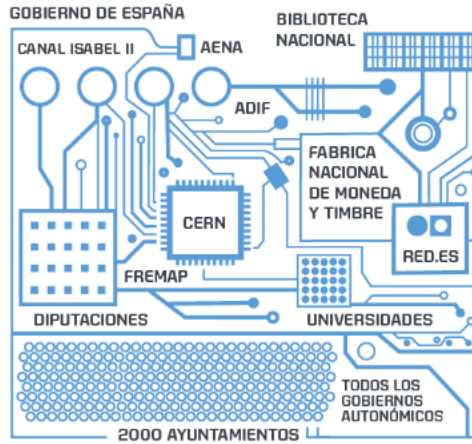 GOBIERNO DE ESPAÑA
BIBLIOTECA
NACIONAL
CANAL ISABEL II
AENA
ADIF
FABRICA
NACIONAL
DE MONEDA
Y TIMBRE
CERN
RED.ES
FREMAP
DIPUTACIONES
UNIVERSIDADES
TODOS LOS
GOBIERNOS
AUTONÓMICOS
2000 AYUNTAMIENTOS